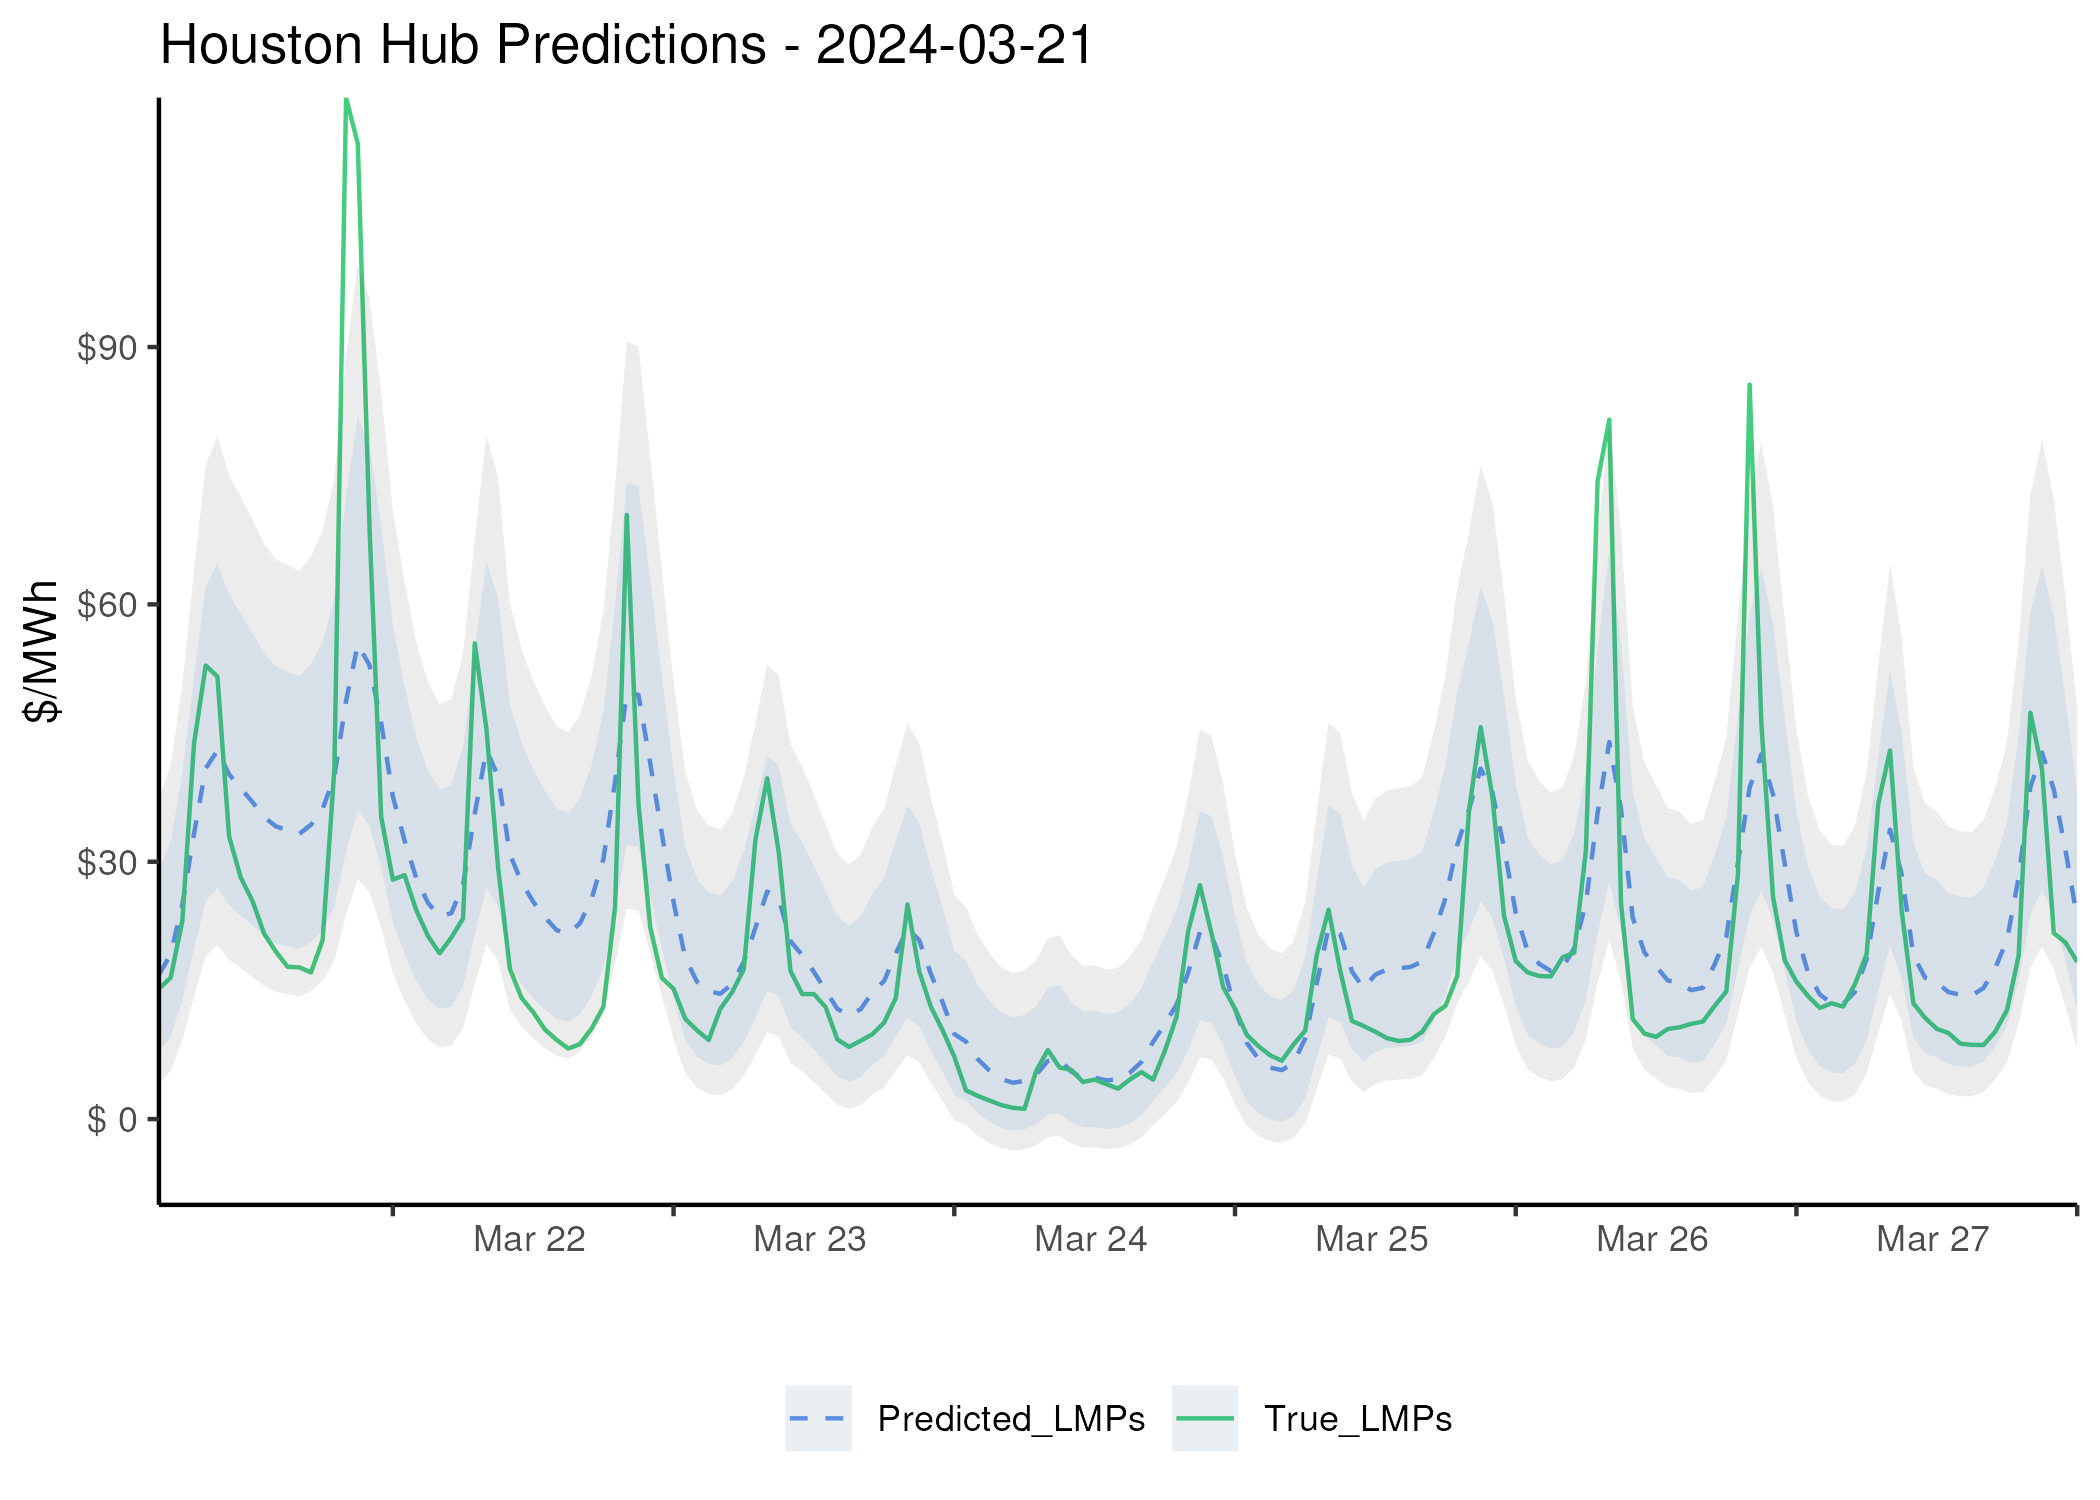 Houston Hub Predictions - 2024-03-21
$/MWh
$90
$60
$30
$ 0
Mar 22 Mar 23 Mar 24 Mar 25 Mar 26 Mar 27
Predicted_LMPs True_LMPs